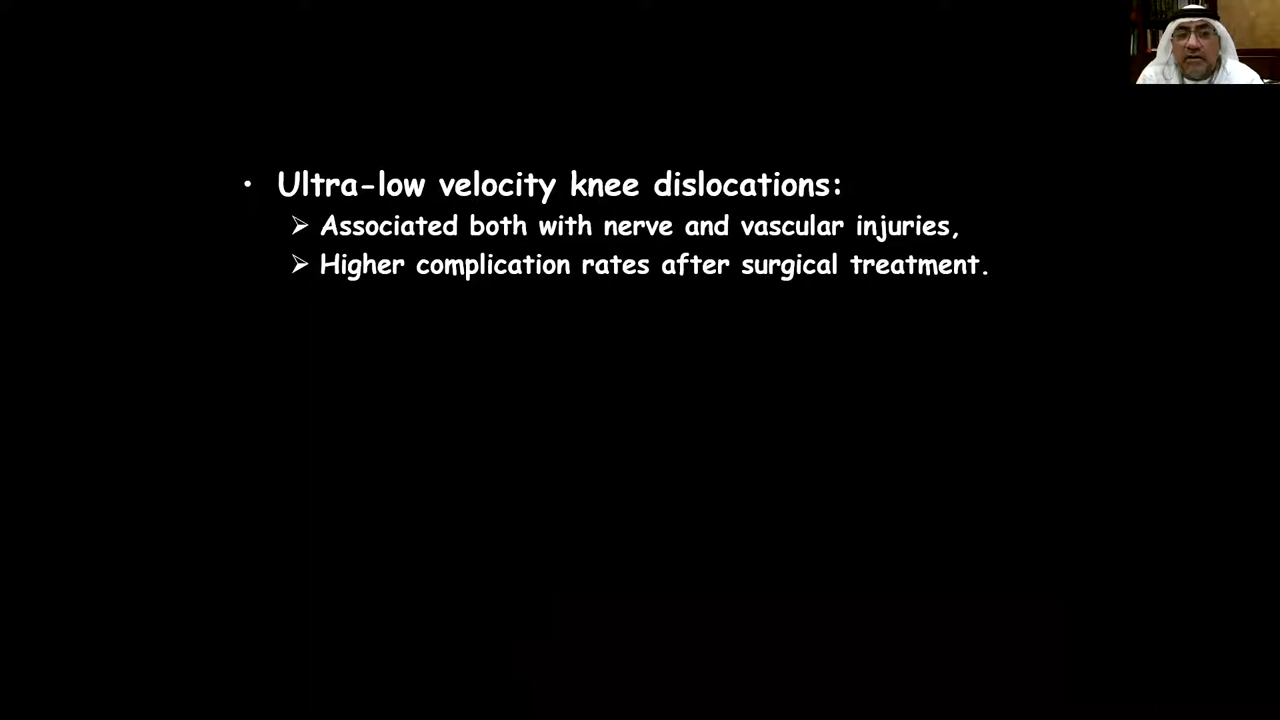 • Ultra-low velocity knee dislocations:
➢ Associated both with nerve and vascular injuries,
➢ Higher complication rates after surgical treatment.